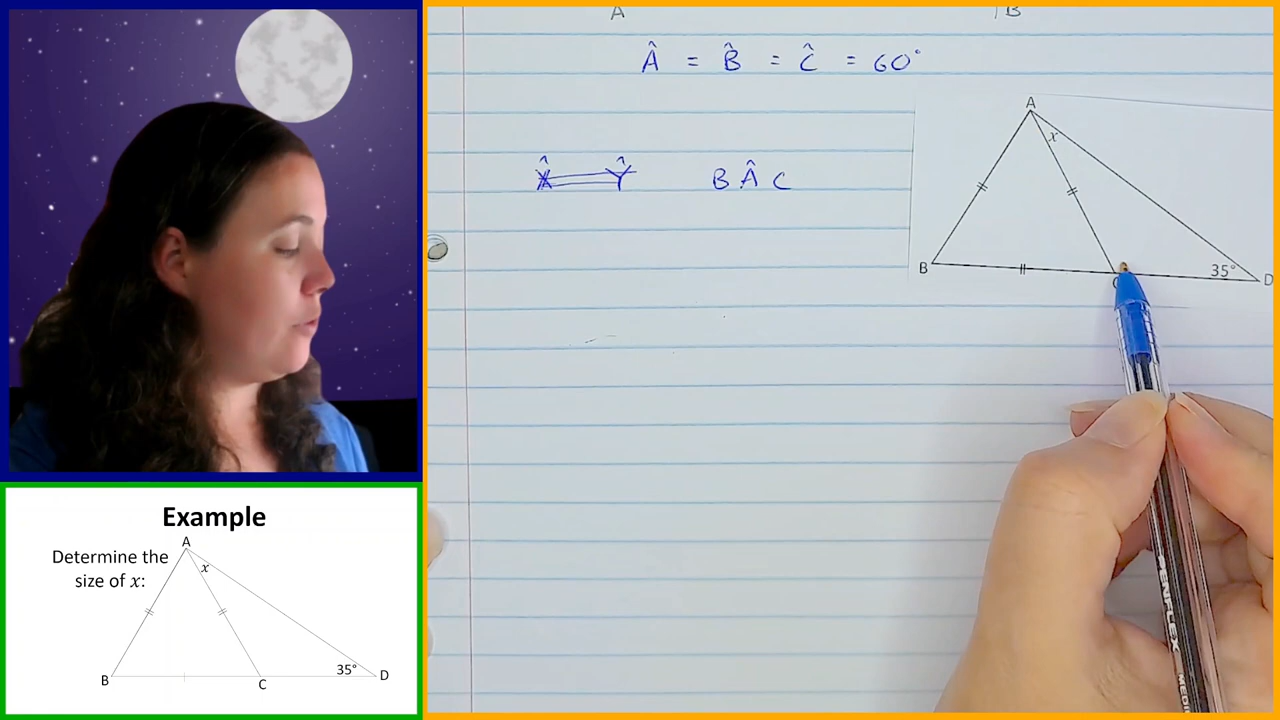 A
B
Â = B̂ = Ĉ = 60°
X̂ Ŷ
B Â C
A
x
B
35°
D
Example
A
Determine the
size of x:
x
35°
B
C
D